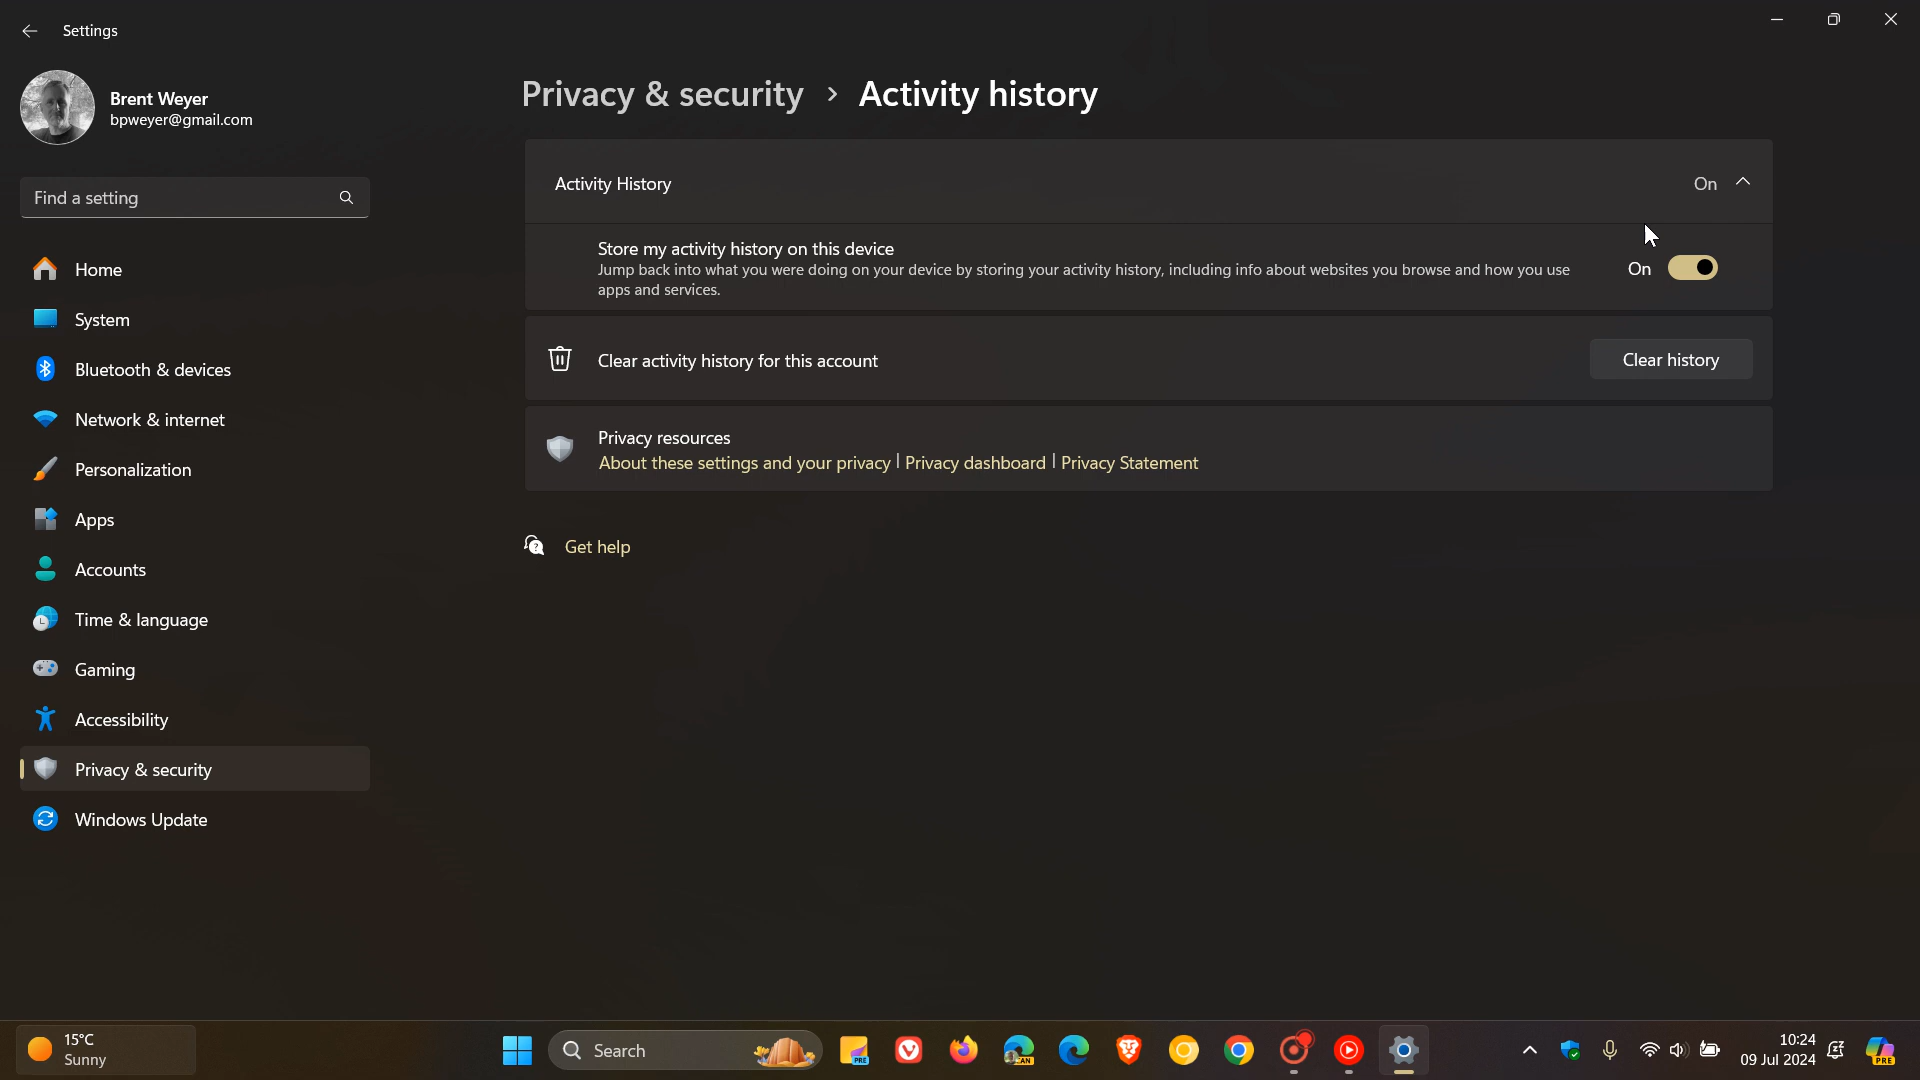 Settings
Brent Weyer
bpweyer@gmail.com
Find a setting
Home
System
Bluetooth & devices
Network & internet
Personalization
Apps
Accounts
Time & language
Gaming
Accessibility
Privacy & security
Windows Update
Privacy & security > Activity history
Activity History
On
Store my activity history on this device
Jump back into what you were doing on your device by storing your activity history, including info about websites you browse and how you use
apps and services.
On
Clear activity history for this account
Clear history
Privacy resources
About these settings and your privacy | Privacy dashboard | Privacy Statement
Get help
15°C
Sunny
Search
PRE
CAN
10:24
09 Jul 2024
PRE